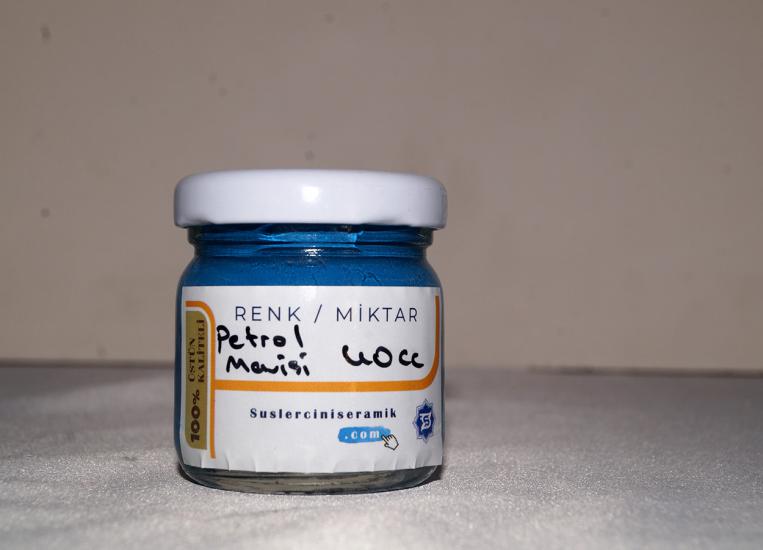 RENK / MİKTAR
Petrol
Mavisi 40cc
100% ÜSTÜN
KALİTELİ
Suslerciniseramik
.com